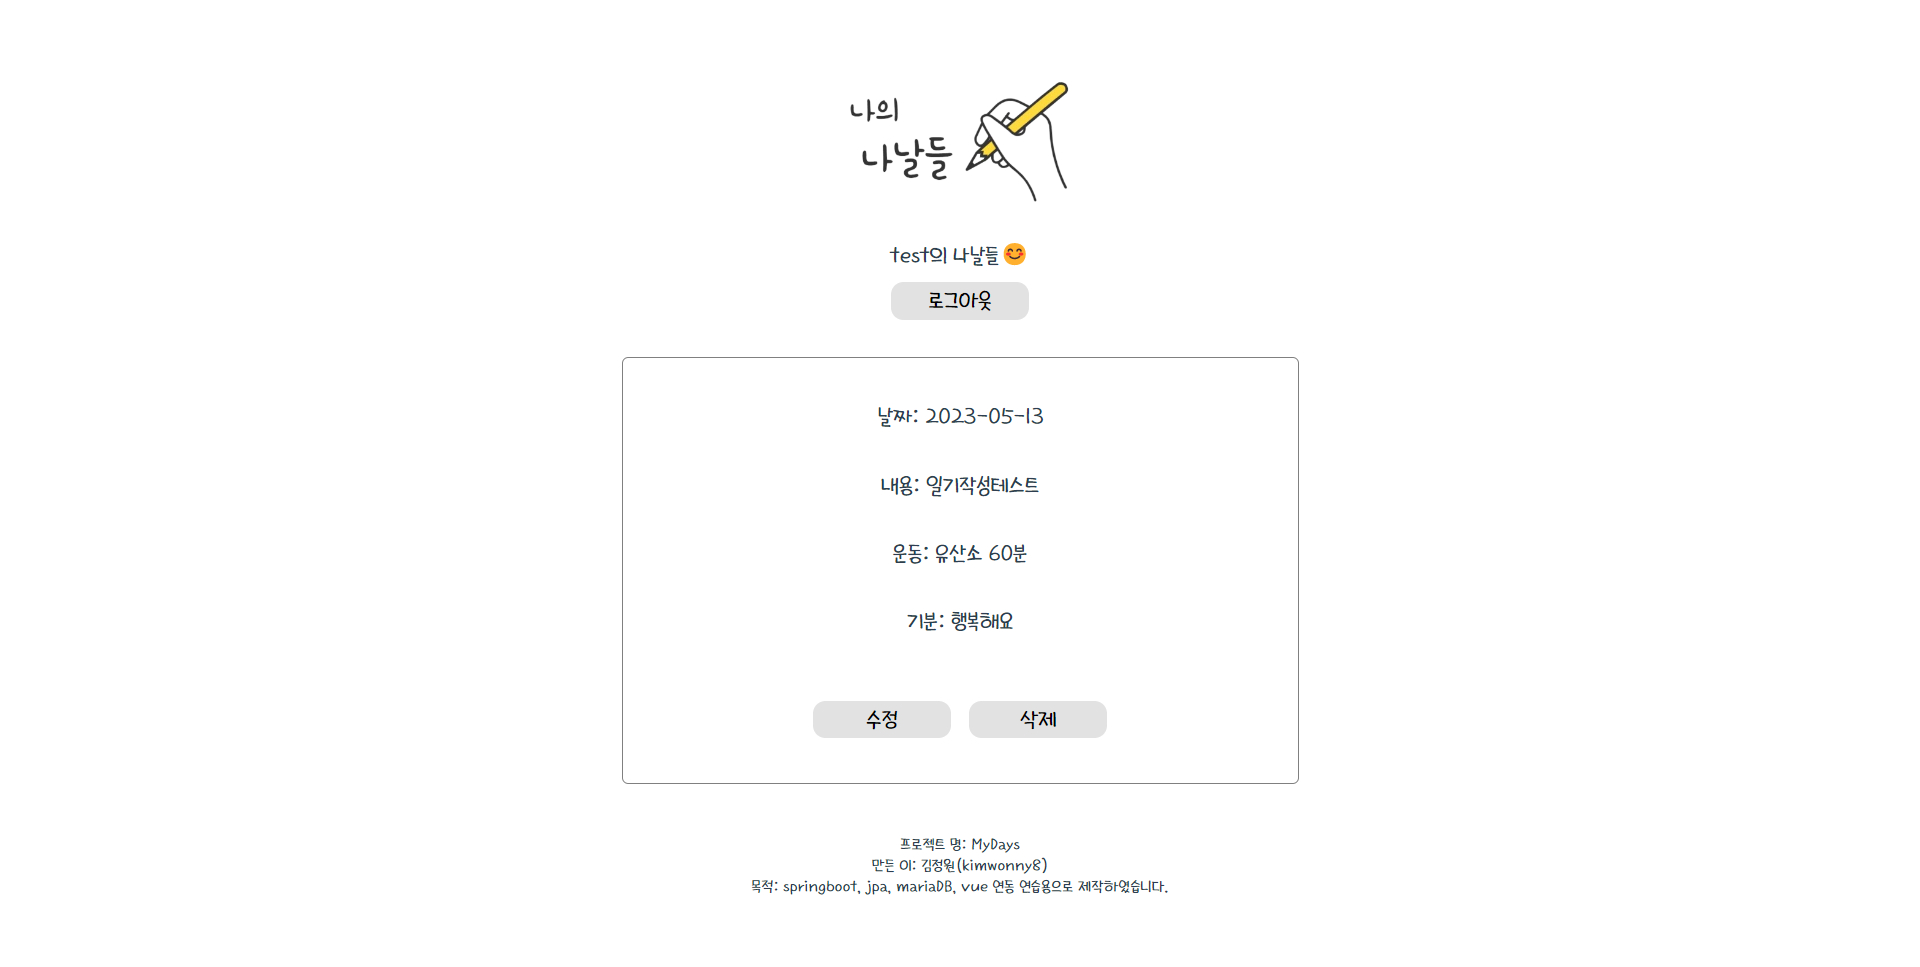 나의
나날들
test의 나날들 😊
로그아웃
날짜: 2023-05-13
내용: 일기작성테스트
운동: 유산소 60분
기분: 행복해요
수정
삭제
프로젝트 명: MyDays
만든 이: 김정원(kimwonny8)
목적: springboot, jpa, mariaDB, vue 연동 연습용으로 제작하였습니다.